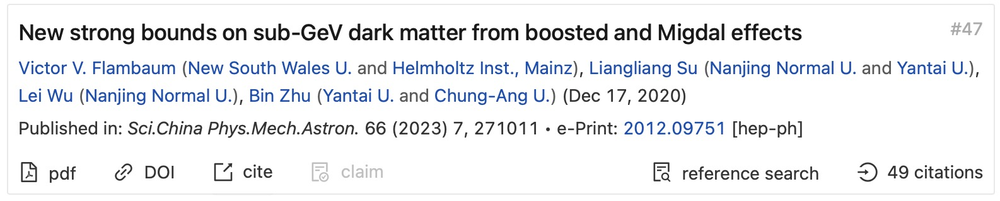 New strong bounds on sub-GeV dark matter from boosted and Migdal effects #47
Victor V. Flambaum (New South Wales U. and Helmholtz Inst., Mainz), Liangliang Su (Nanjing Normal U. and Yantai U.),
Lei Wu (Nanjing Normal U.), Bin Zhu (Yantai U. and Chung-Ang U.) (Dec 17, 2020)
Published in: Sci.China Phys.Mech.Astron. 66 (2023) 7, 271011 • e-Print: 2012.09751 [hep-ph]
pdf DOI cite claim reference search 49 citations